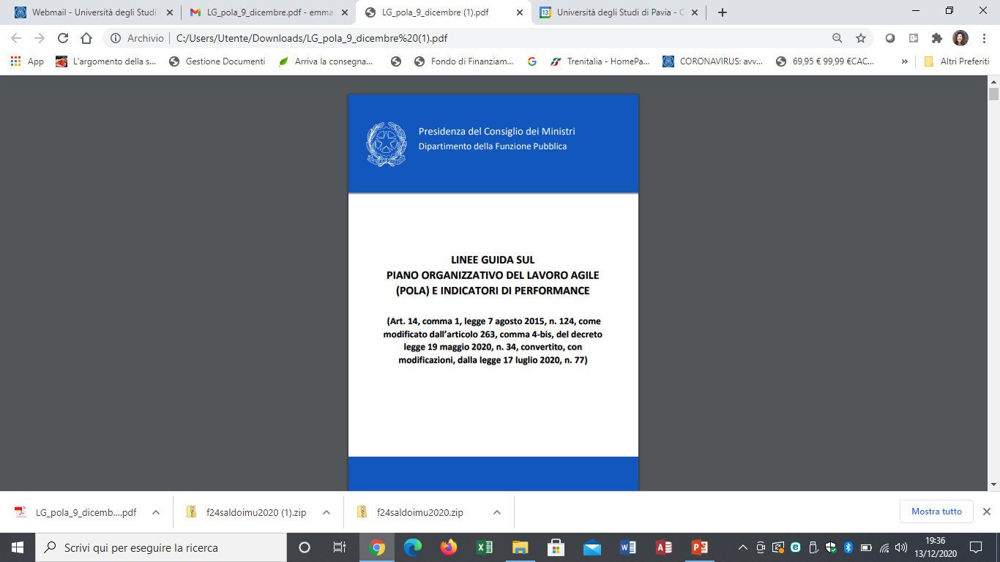 Webmail - Università degli Studi
LG_pola_9_dicembre.pdf - emma
LG_pola_9_dicembre (1).pdf
13
Università degli Studi di Pavia - C
Archivio
C:/Users/Utente/Downloads/LG_pola_9_dicembre%20(1).pdf
App
L'argomento della s...
Gestione Documenti
Arriva la consegna...
Fondo di Finanziam...
G
Trenitalia - HomePa...
CORONAVIRUS: avv...
69,95 € 99,99 €CAC...
»
Altri Preferiti
Presidenza del Consiglio dei Ministri
Dipartimento della Funzione Pubblica
LINEE GUIDA SUL
PIANO ORGANIZZATIVO DEL LAVORO AGILE
(POLA) E INDICATORI DI PERFORMANCE
(Art. 14, comma 1, legge 7 agosto 2015, n. 124, come
modificato dall'articolo 263, comma 4-bis, del decreto
legge 19 maggio 2020, n. 34, convertito, con
modificazioni, dalla legge 17 luglio 2020, n. 77)
LG_pola_9_dicemb....pdf
f24saldoimu2020 (1).zip
f24saldoimu2020.zip
Mostra tutto
Scrivi qui per eseguire la ricerca
19:36
13/12/2020